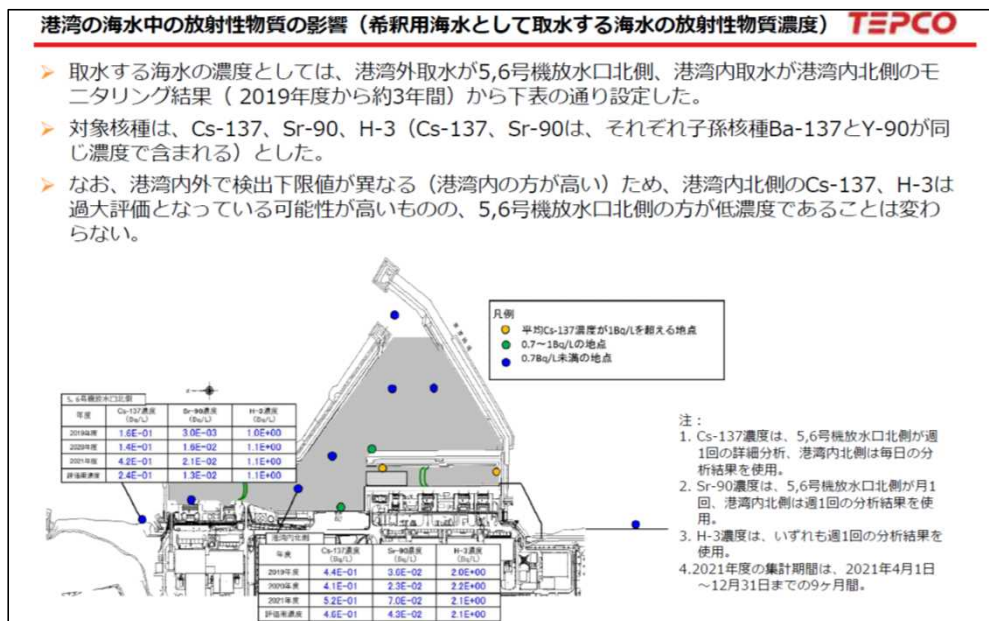 港湾の海水中の放射性物質の影響（希釈用海水として取水する海水の放射性物質濃度）
TEPCO
➤ 取水する海水の濃度としては、港湾外取水が5,6号機放水口北側、港湾内取水が港湾内北側のモ
ニタリング結果（ 2019年度から約3年間）から下表の通り設定した。
➤ 対象核種は、Cs-137、Sr-90、H-3（Cs-137、Sr-90は、それぞれ子孫核種Ba-137とY-90が同
じ濃度で含まれる）とした。
➤ なお、港湾内外で検出下限値が異なる（港湾内の方が高い）ため、港湾内北側のCs-137、H-3は
過大評価となっている可能性が高いものの、5,6号機放水口北側の方が低濃度であることは変わ
らない。
凡例
平均Cs-137濃度が1Bq/Lを超える地点
0.7～1Bq/Lの地点
0.7Bq/L未満の地点
5, 6号機放水口北側
年度 Cs-137濃度 (Bq/L) Sr-90濃度 (Bq/L) H-3濃度 (Bq/L)
2019年度 1.6E-01 3.0E-03 1.0E+00
2020年度 1.4E-01 1.6E-02 1.1E+00
2021年度 4.2E-01 2.1E-02 1.1E+00
評価用濃度 2.4E-01 1.3E-02 1.1E+00
港湾内北側
年度 Cs-137濃度 (Bq/L) Sr-90濃度 (Bq/L) H-3濃度 (Bq/L)
2019年度 4.4E-01 3.6E-02 2.0E+00
2020年度 4.1E-01 2.3E-02 2.2E+00
2021年度 5.2E-01 7.0E-02 2.1E+00
評価用濃度 4.6E-01 4.3E-02 2.1E+00
注：
1. Cs-137濃度は、5,6号機放水口北側が週
1回の詳細分析、港湾内北側は毎日の分
析結果を使用。
2. Sr-90濃度は、5,6号機放水口北側が月1
回、港湾内北側は週1回の分析結果を使
用。
3. H-3濃度は、いずれも週1回の分析結果を
使用。
4.2021年度の集計期間は、2021年4月1日
～12月31日までの9ヶ月間。